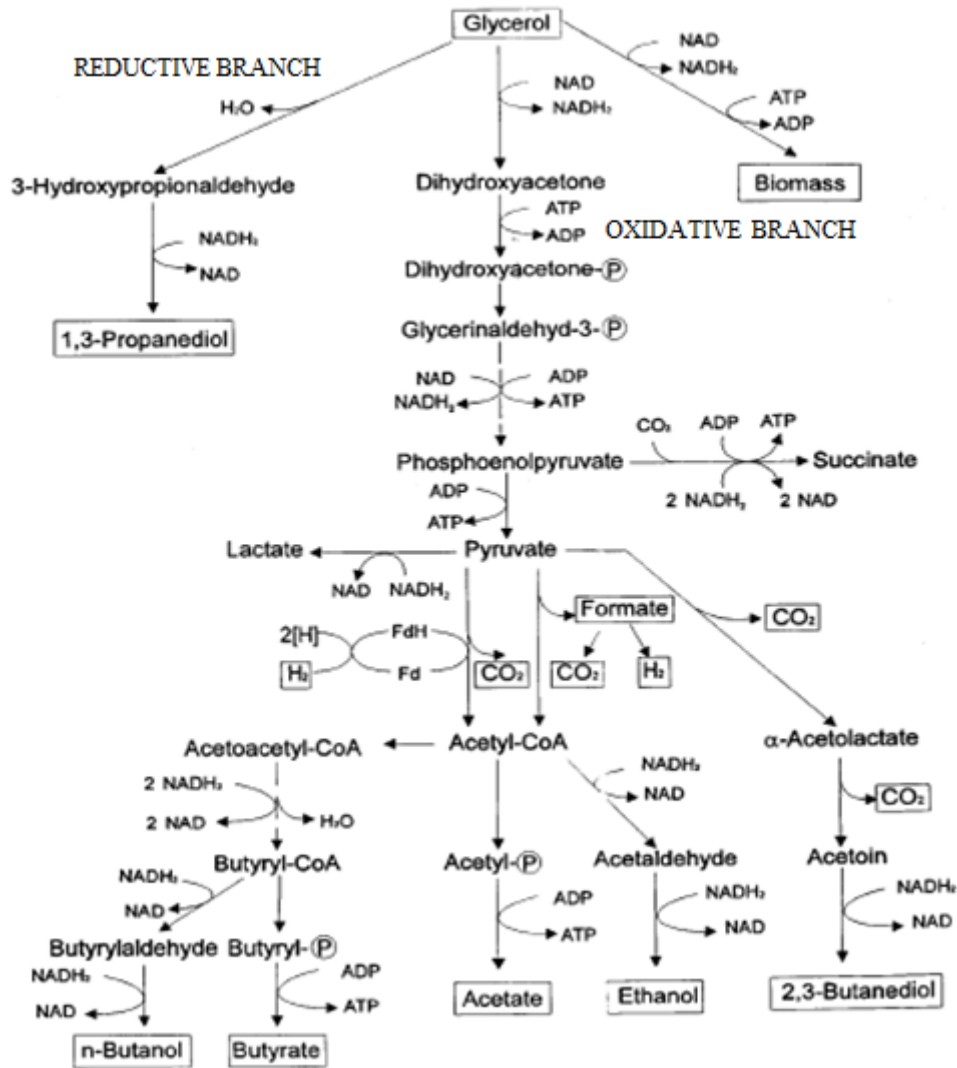 Glycerol
REDUCTIVE BRANCH
NAD
NADH₂
H₂O
NAD
NADH₂
ATP
ADP
3-Hydroxypropionaldehyde
Dihydroxyacetone
Biomass
ATP
ADP
OXIDATIVE BRANCH
NADH₂
NAD
Dihydroxyacetone-P
1,3-Propanediol
Glycerinaldehyd-3-P
NAD
ADP
NADH₂
ATP
CO₂
ADP
ATP
Phosphoenolpyruvate
Succinate
2 NADH₂
2 NAD
ADP
ATP
Lactate
Pyruvate
NAD
NADH₂
Formate
CO₂
2[H]
FdH
H₂
Fd
CO₂
CO₂
H₂
Acetoacetyl-CoA
Acetyl-CoA
α-Acetolactate
2 NADH₂
NADH₂
2 NAD
H₂O
NAD
CO₂
Butyryl-CoA
Acetyl-P
Acetaldehyde
Acetoin
NADH₂
NAD
ADP
NADH₂
NADH₂
ATP
NAD
NAD
Butyrylaldehyde
Butyryl-P
NADH₂
ADP
NAD
ATP
Acetate
Ethanol
2,3-Butanediol
n-Butanol
Butyrate